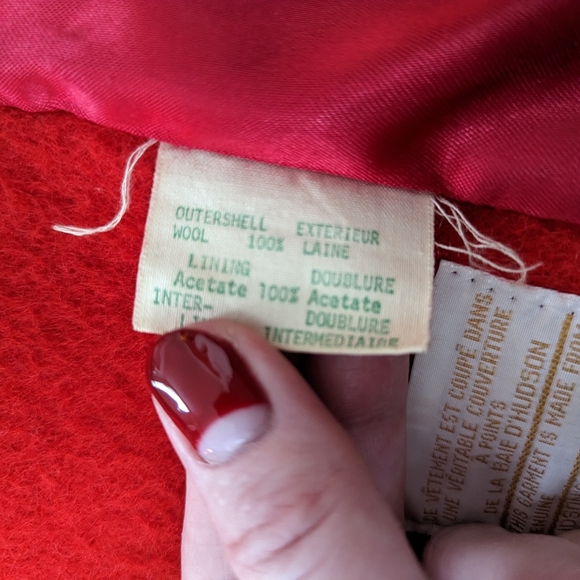 OUTERSHELL EXTERIEUR
WOOL 100% LAINE
LINING DOUBLURE
Acetate 100% Acetate
INTER- DOUBLURE
INTERMEDIAIRE
CE VÊTEMENT EST COUPÉ DANS
UNE VÉRITABLE COUVERTURE
A POINTS
DE LA BAIE D'HUDSON
THIS GARMENT IS MADE FROM
GENUINE